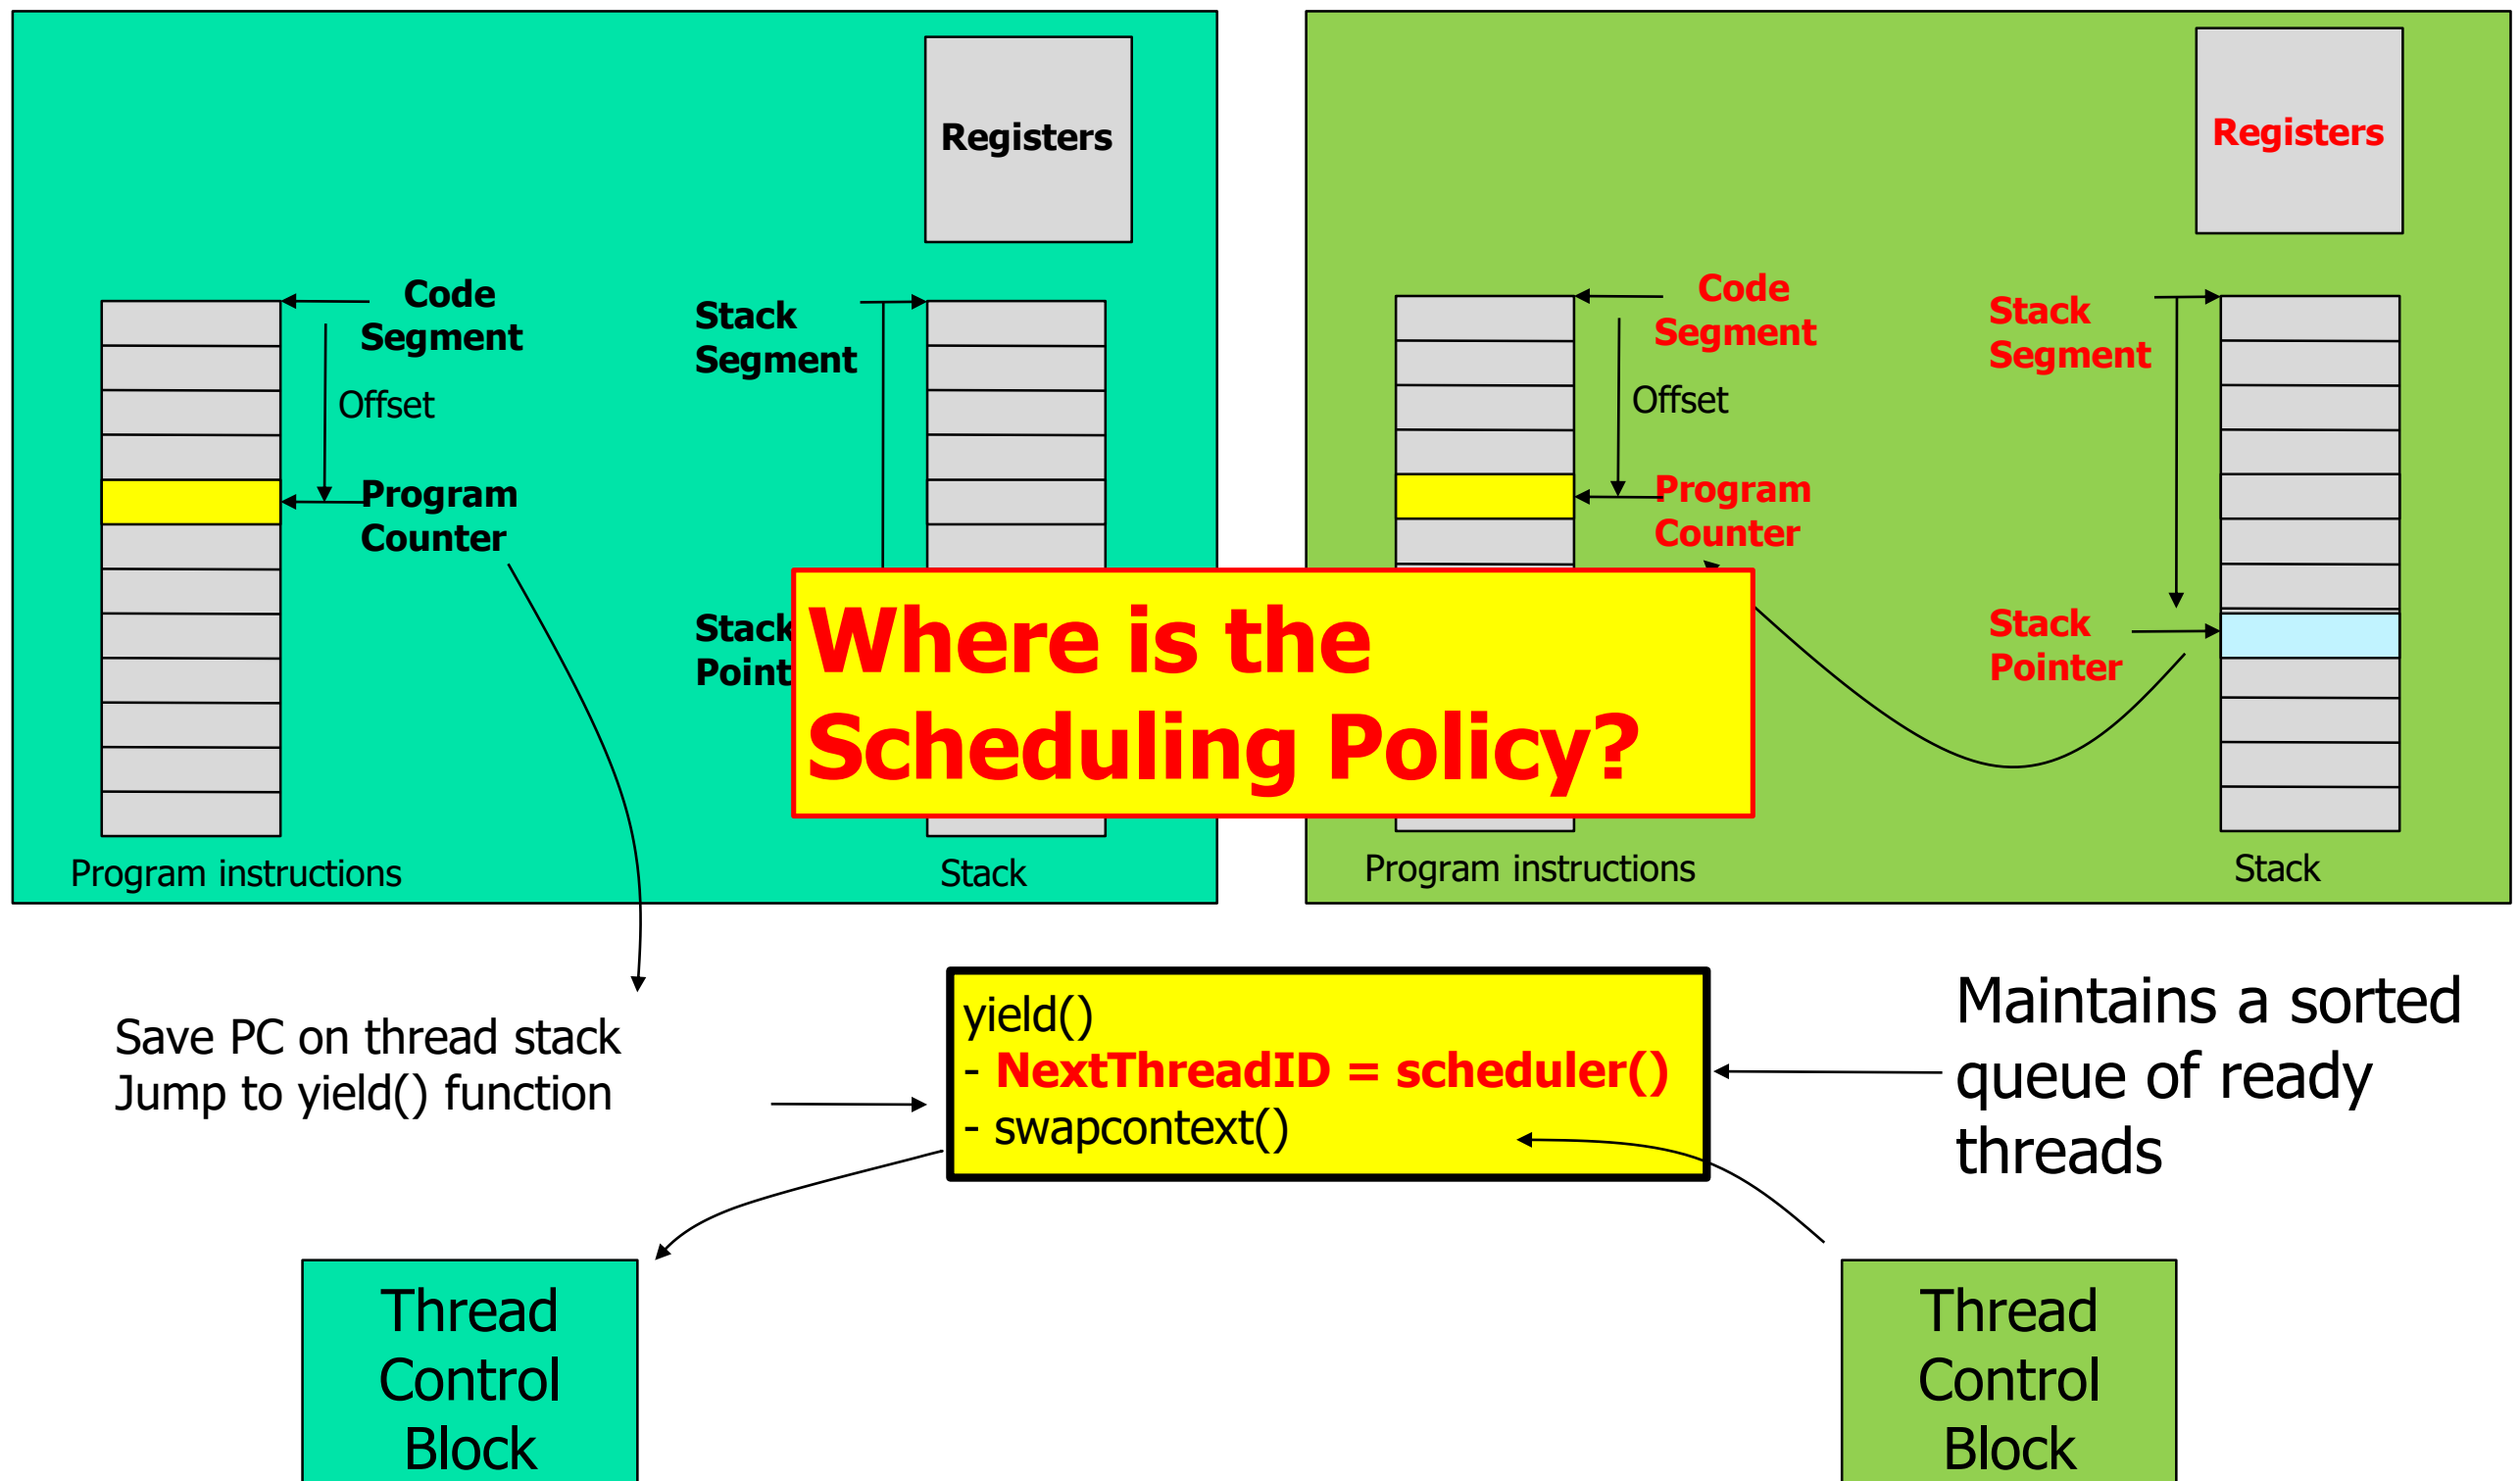 Registers
Code
Segment
Offset
Program
Counter
Stack
Segment
Stack
Point
Program instructions
Stack
Registers
Code
Segment
Offset
Program
Counter
Stack
Segment
Stack
Pointer
Program instructions
Stack
Where is the
Scheduling Policy?
Save PC on thread stack
Jump to yield() function
yield()
- NextThreadID = scheduler()
- swapcontext()
Maintains a sorted
queue of ready
threads
Thread
Control
Block
Thread
Control
Block